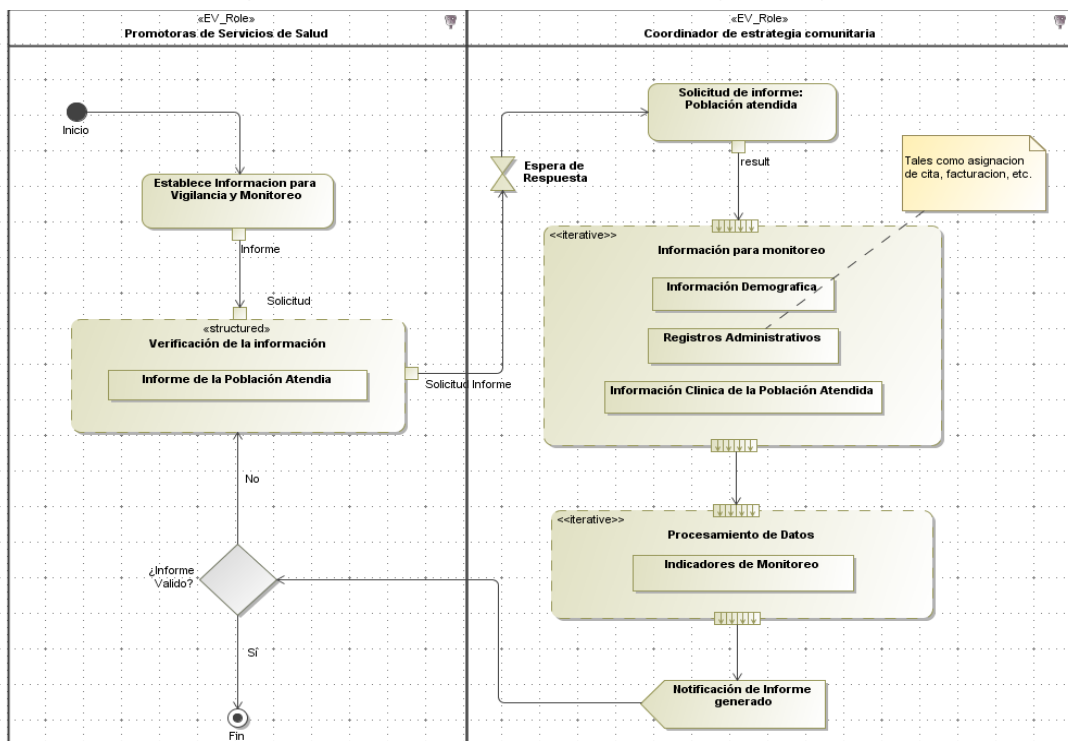 «EV_Role»
Promotoras de Servicios de Salud
«EV_Role»
Coordinador de estrategia comunitaria
Inicio
Establece Informacion para
Vigilancia y Monitoreo
Informe
Solicitud
«structured»
Verificación de la información
Informe de la Población Atendia
Solicitud Informe
No
¿Informe
Valido?
Sí
Fin
Espera de
Respuesta
Solicitud de informe:
Población atendida
result
Tales como asignacion
de cita, facturacion, etc.
<<iterative>>
Información para monitoreo
Información Demografica
Registros Administrativos
Información Clinica de la Población Atendida
<<iterative>>
Procesamiento de Datos
Indicadores de Monitoreo
Notificación de Informe
generado